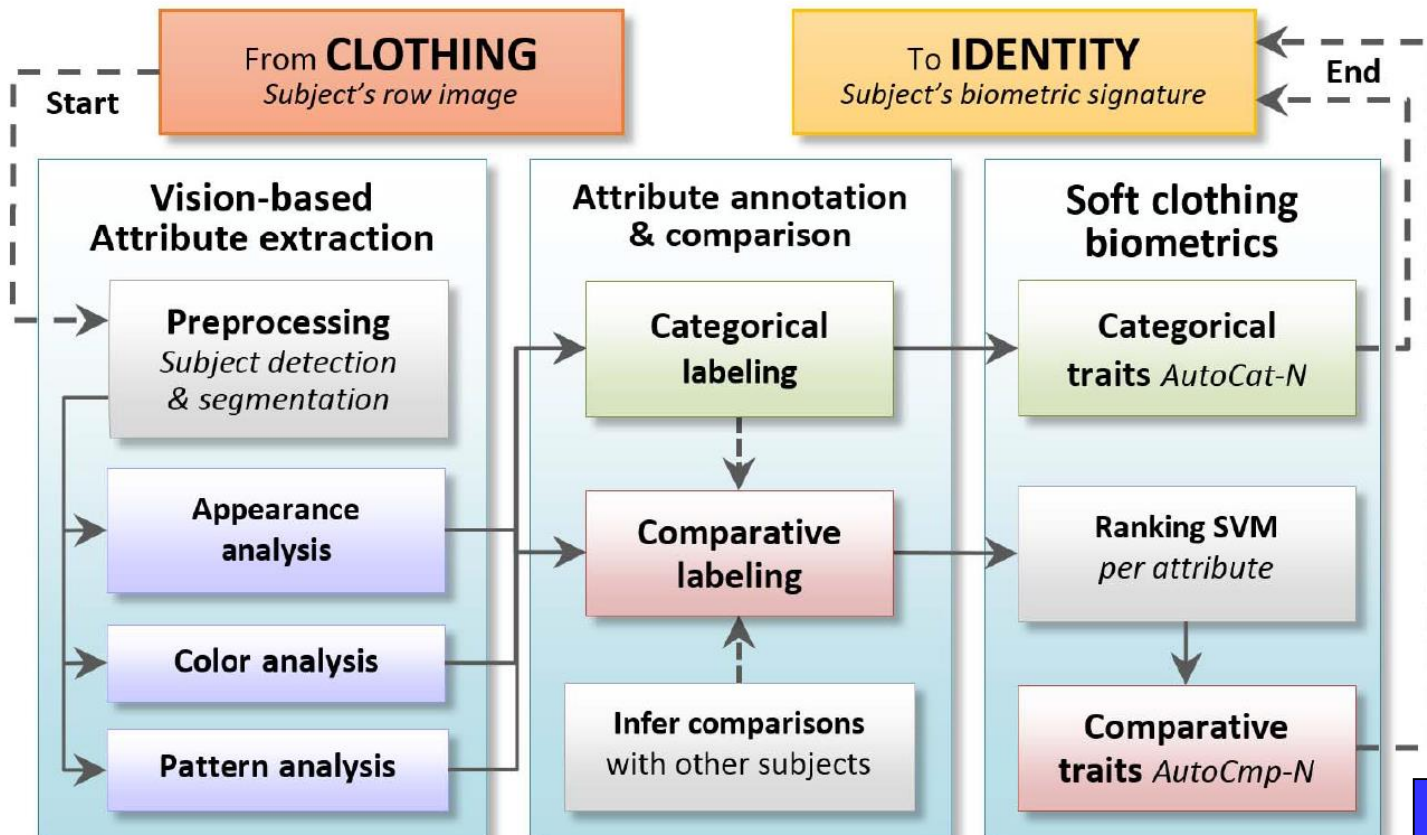 From CLOTHING
Subject's row image
To IDENTITY
Subject's biometric signature
Start
End
Vision-based
Attribute extraction
Preprocessing
Subject detection
& segmentation
Appearance
analysis
Color analysis
Pattern analysis
Attribute annotation
& comparison
Categorical
labeling
Comparative
labeling
Infer comparisons
with other subjects
Soft clothing
biometrics
Categorical
traits AutoCat-N
Ranking SVM
per attribute
Comparative
traits AutoCmp-N